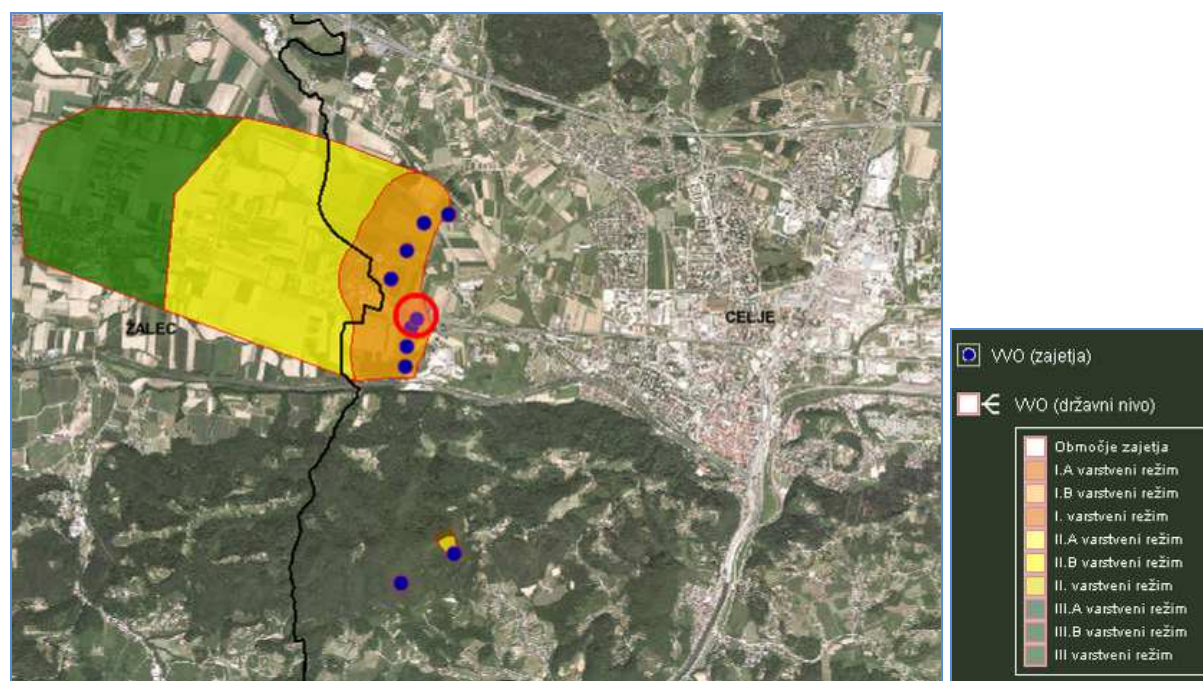 ŽALEC
CELJE
VVO (zajetja)
VVO (državni nivo)
Območje zajetja
I.A varstveni režim
I.B varstveni režim
I. varstveni režim
II.A varstveni režim
II.B varstveni režim
II. varstveni režim
III.A varstveni režim
III.B varstveni režim
III varstveni režim